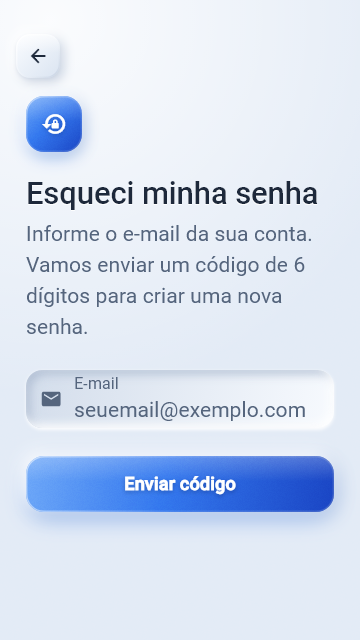 Esqueci minha senha
Informe o e-mail da sua conta.
Vamos enviar um código de 6
dígitos para criar uma nova
senha.
E-mail
seuemail@exemplo.com
Enviar código